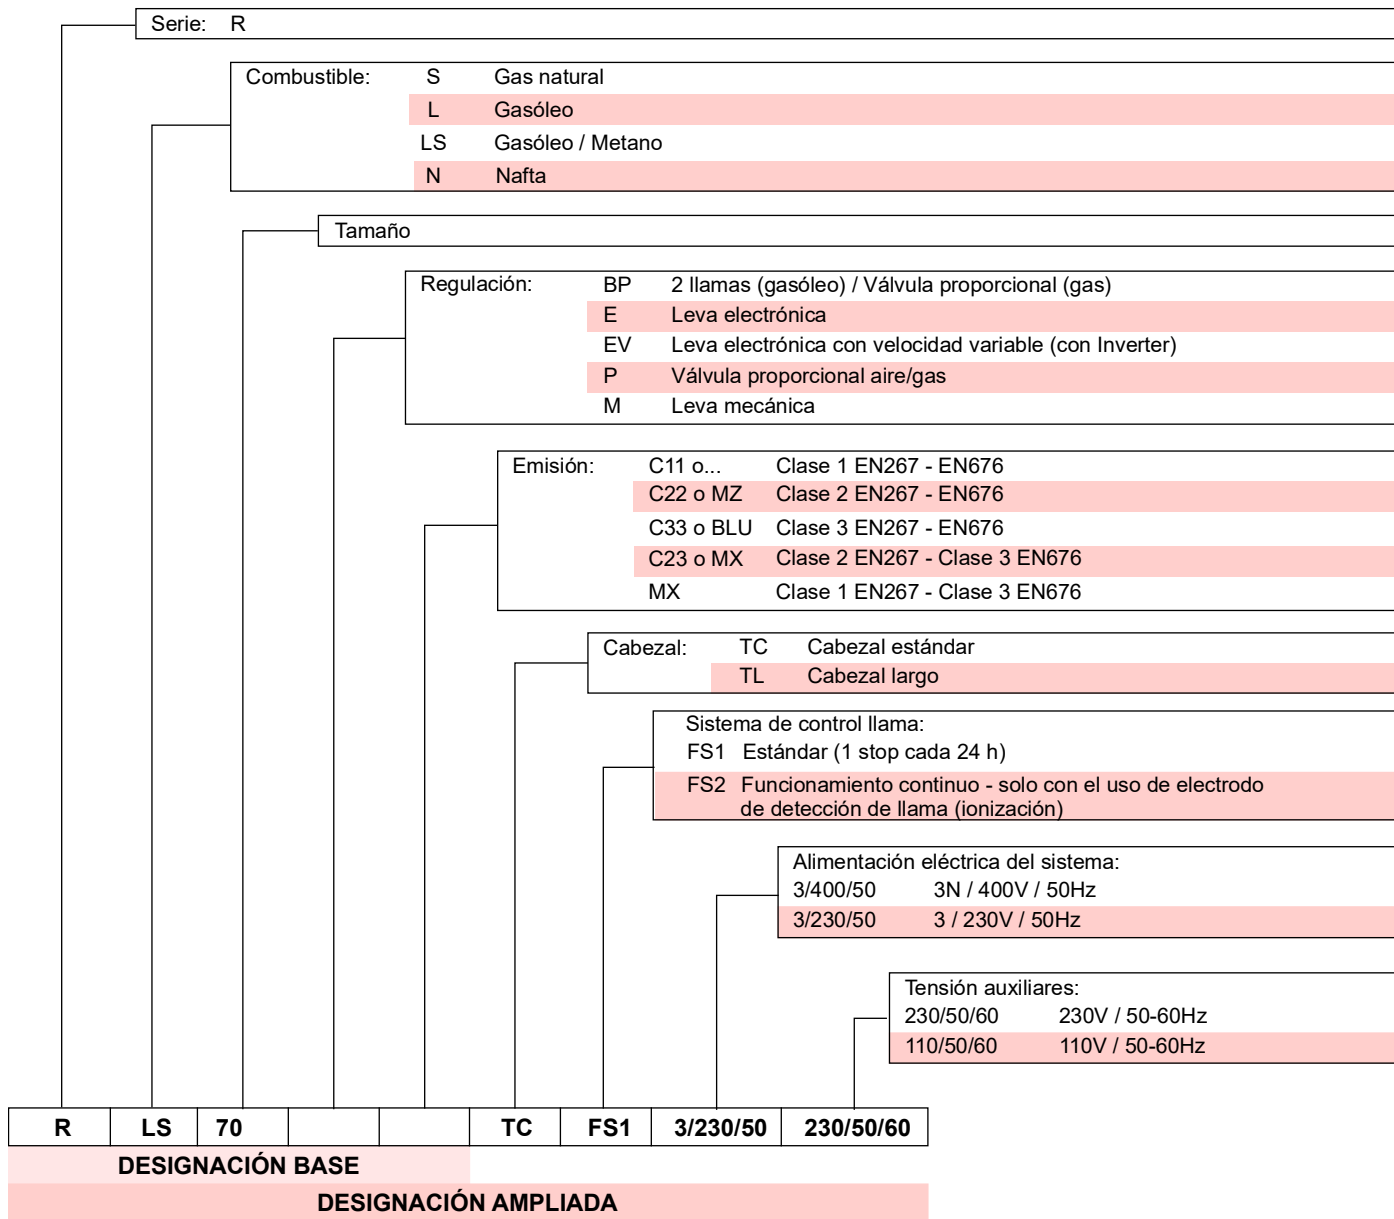 Serie: R
Combustible: S Gas natural
L Gasóleo
LS Gasóleo / Metano
N Nafta
Tamaño
Regulación: BP 2 llamas (gasóleo) / Válvula proporcional (gas)
E Leva electrónica
EV Leva electrónica con velocidad variable (con Inverter)
P Válvula proporcional aire/gas
M Leva mecánica
Emisión: C11 o... Clase 1 EN267 - EN676
C22 o MZ Clase 2 EN267 - EN676
C33 o BLU Clase 3 EN267 - EN676
C23 o MX Clase 2 EN267 - Clase 3 EN676
MX Clase 1 EN267 - Clase 3 EN676
Cabezal: TC Cabezal estándar
TL Cabezal largo
Sistema de control llama:
FS1 Estándar (1 stop cada 24 h)
FS2 Funcionamiento continuo - solo con el uso de electrodo
de detección de llama (ionización)
Alimentación eléctrica del sistema:
3/400/50 3N / 400V / 50Hz
3/230/50 3 / 230V / 50Hz
Tensión auxiliares:
230/50/60 230V / 50-60Hz
110/50/60 110V / 50-60Hz
R LS 70 TC FS1 3/230/50 230/50/60
DESIGNACIÓN BASE
DESIGNACIÓN AMPLIADA